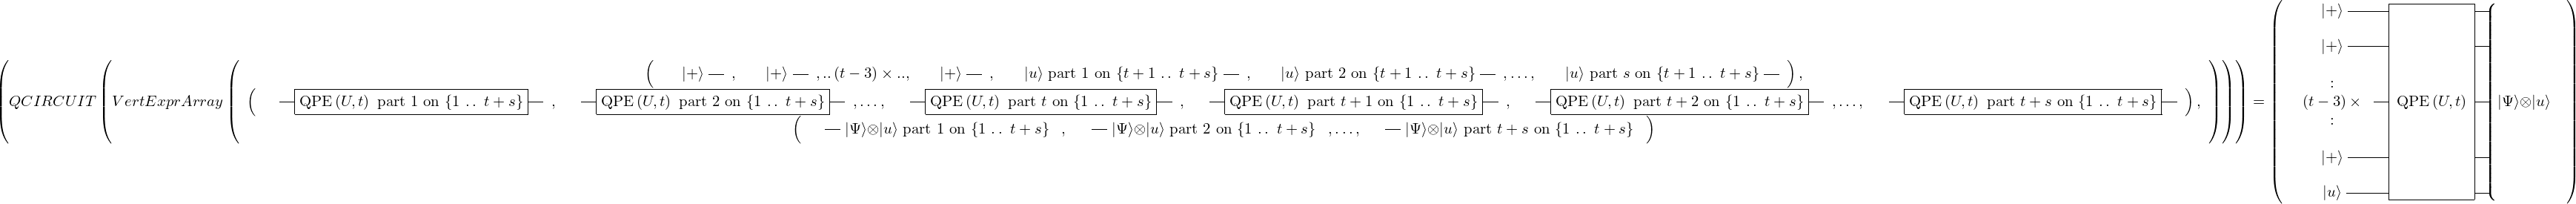 ( |+⟩ — , |+⟩ — , .. (t − 3) × .., |+⟩ — , |u⟩ part 1 on {t + 1 .. t + s} — , |u⟩ part 2 on {t + 1 .. t + s} — , . . . , |u⟩ part s on {t + 1 .. t + s} — ) ,
( QCIRCUIT ( VertExprArray ( ( — QPE (U, t) part 1 on {1 .. t + s} — , — QPE (U, t) part 2 on {1 .. t + s} — , . . . , — QPE (U, t) part t on {1 .. t + s} — , — QPE (U, t) part t + 1 on {1 .. t + s} — , — QPE (U, t) part t + 2 on {1 .. t + s} — , . . . , — QPE (U, t) part t + s on {1 .. t + s} — ) , ) ) ) =
( — |Ψ⟩⊗|u⟩ part 1 on {1 .. t + s} , — |Ψ⟩⊗|u⟩ part 2 on {1 .. t + s} , . . . , — |Ψ⟩⊗|u⟩ part t + s on {1 .. t + s} )
|+⟩
|+⟩
:
(t − 3) × QPE (U, t) |Ψ⟩⊗|u⟩
:
|+⟩
|u⟩